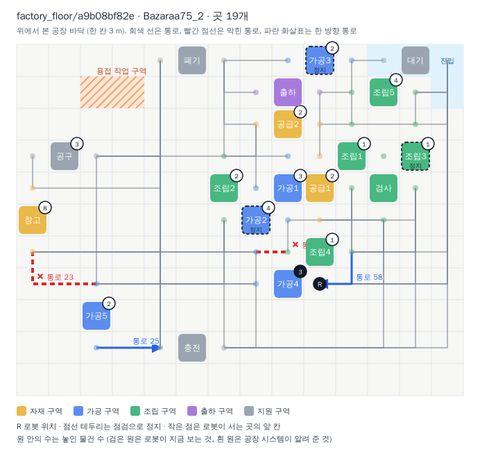 factory_floor/a9b08bf82e · Bazaraa75_2 · 곳 19개
위에서 본 공장 바닥 (한 칸 3 m). 회색 선은 통로, 빨간 점선은 막힌 통로, 파란 화살표는 한 방향 통로
폐기
가공3
정지
2
대기
진입
용접 작업 구역
출하
조립5
4
공급2
2
공구
3
조립1
1
조립3
정지
1
조립2
2
가공1
3
공급1
2
검사
창고
8
가공2
정지
4
✖ 통
조립4
1
✖ 통로 23
가공4
3
R
통로 58
가공5
2
통로 25
충전
자재 구역
가공 구역
조립 구역
출하 구역
지원 구역
R 로봇 위치 · 점선 테두리는 점검으로 정지 · 작은 점은 로봇이 서는 곳의 앞 칸
원 안의 수는 놓인 물건 수 (검은 원은 로봇이 지금 보는 것, 흰 원은 공장 시스템이 알려 준 것)